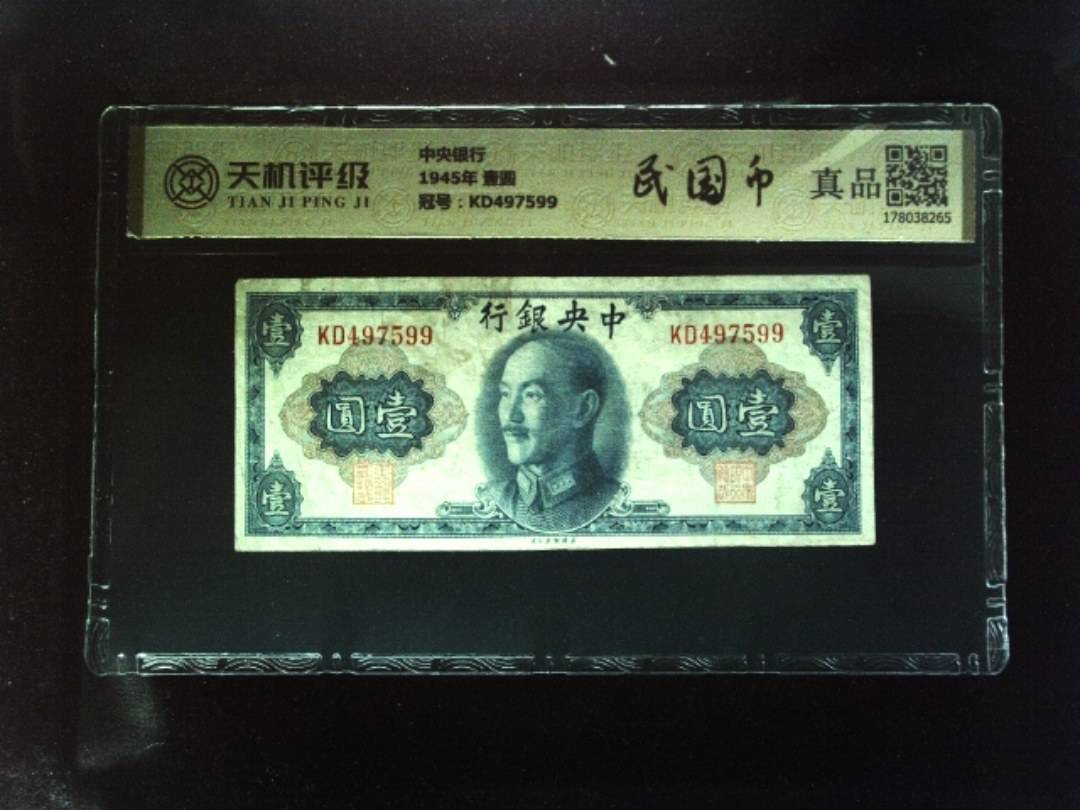 天机评级
TIAN JI PING JI
中央银行
1945年 壹圆
冠号：KD497599
民国币
真品
178038265
行銀央中
壹
KD497599
KD497599
壹
圓壹
圓壹
壹
壹